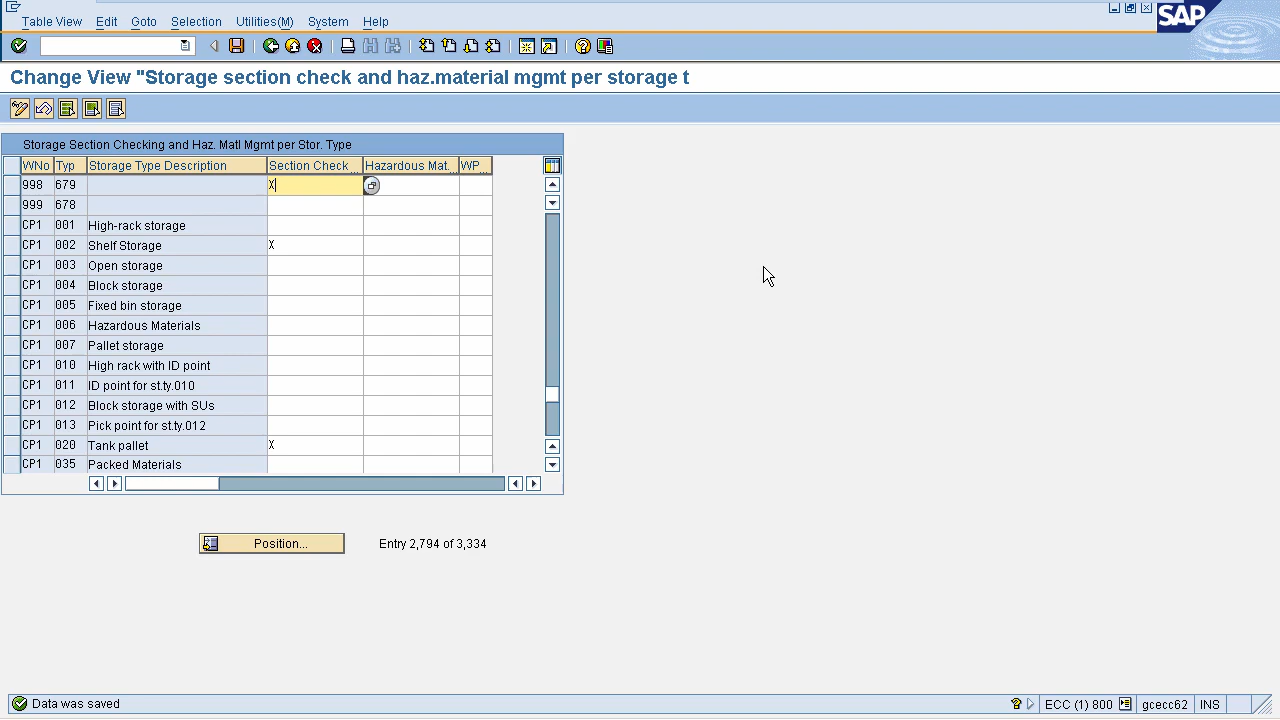 Table View Edit Goto Selection Utilities(M) System Help
SAP
Change View "Storage section check and haz.material mgmt per storage t
Storage Section Checking and Haz. Matl Mgmt per Stor. Type
WNo Typ Storage Type Description Section Check ... Hazardous Mat... WP...
998 679 X
999 678
CP1 001 High-rack storage
CP1 002 Shelf Storage X
CP1 003 Open storage
CP1 004 Block storage
CP1 005 Fixed bin storage
CP1 006 Hazardous Materials
CP1 007 Pallet storage
CP1 010 High rack with ID point
CP1 011 ID point for st.ty.010
CP1 012 Block storage with SUs
CP1 013 Pick point for st.ty.012
CP1 020 Tank pallet X
CP1 035 Packed Materials
Position... Entry 2,794 of 3,334
Data was saved ECC (1) 800 gcecc62 INS